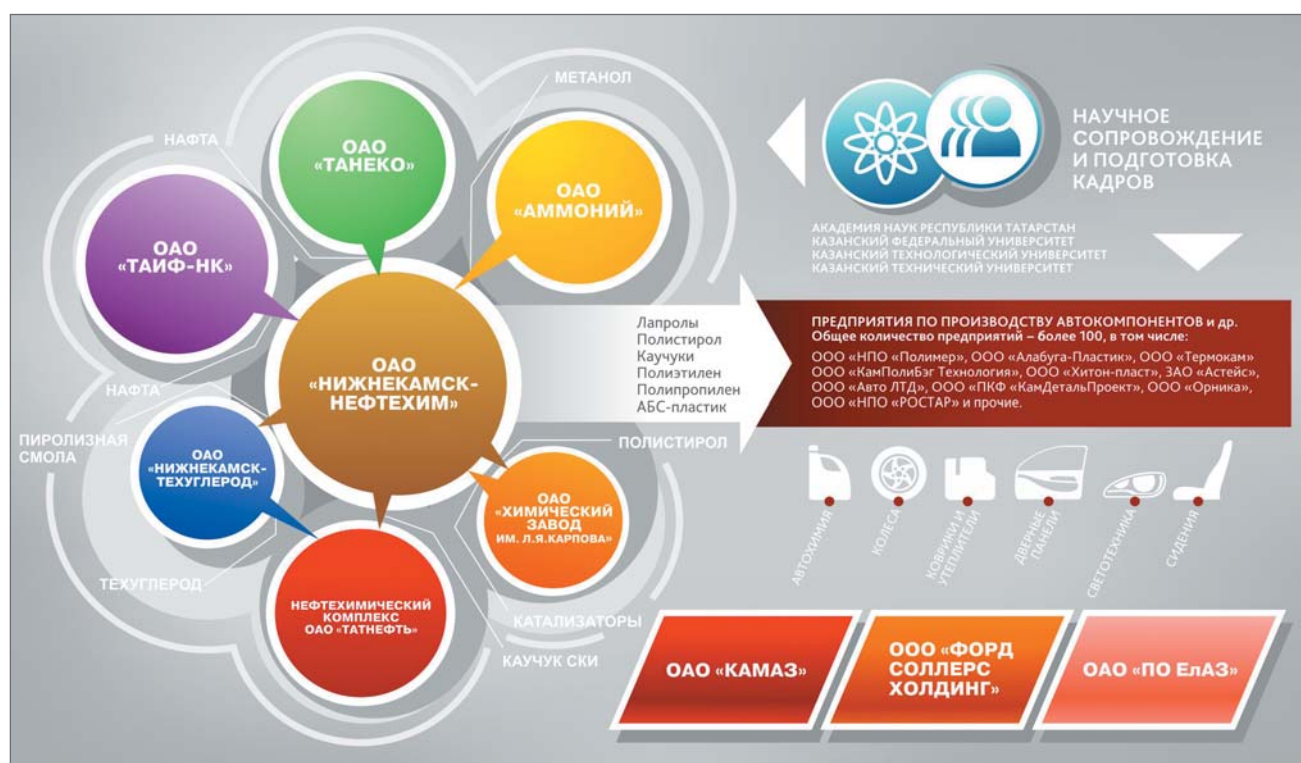 МЕТАНОЛ
НАФТА
ОАО
«ТАНЕКО»
ОАО
«АММОНИЙ»
ОАО
«ТАИФ-НК»
ОАО
«НИЖНЕКАМСК-
НЕФТЕХИМ»
НАФТА
ПИРОЛИЗНАЯ
СМОЛА
ОАО
«НИЖНЕКАМСК-
ТЕХУГЛЕРОД»
ПОЛИСТИРОЛ
ОАО
«ХИМИЧЕСКИЙ
ЗАВОД
ИМ. Л.Я.КАРПОВА»
ТЕХУГЛЕРОД
НЕФТЕХИМИЧЕСКИЙ
КОМПЛЕКС
ОАО «ТАТНЕФТЬ»
КАТАЛИЗАТОРЫ
КАУЧУК СКИ
Лапролы
Полистирол
Каучуки
Полиэтилен
Полипропилен
АБС-пластик
НАУЧНОЕ
СОПРОВОЖДЕНИЕ
И ПОДГОТОВКА
КАДРОВ
АКАДЕМИЯ НАУК РЕСПУБЛИКИ ТАТАРСТАН
КАЗАНСКИЙ ФЕДЕРАЛЬНЫЙ УНИВЕРСИТЕТ
КАЗАНСКИЙ ТЕХНОЛОГИЧЕСКИЙ УНИВЕРСИТЕТ
КАЗАНСКИЙ ТЕХНИЧЕСКИЙ УНИВЕРСИТЕТ
ПРЕДПРИЯТИЯ ПО ПРОИЗВОДСТВУ АВТОКОМПОНЕНТОВ и др.
Общее количество предприятий – более 100, в том числе:
ООО «НПО «Полимер», ООО «Алабуга-Пластик», ООО «Термокам»
ООО «КамПолиБэг Технология», ООО «Хитон-пласт», ЗАО «Астейс»,
ООО «Авто ЛТД», ООО «ПКФ «КамДетальПроект», ООО «Орника»,
ООО «НПО «РОСТАР» и прочие.
АВТОХИМИЯ
КОЛЕСА
КОВРИКИ И
УТЕПЛИТЕЛИ
ДВЕРНЫЕ
ПАНЕЛИ
СВЕТОТЕХНИКА
СИДЕНИЯ
ОАО «КАМАЗ»
ООО «ФОРД
СОЛЛЕРС
ХОЛДИНГ»
ОАО «ПО ЕлАЗ»